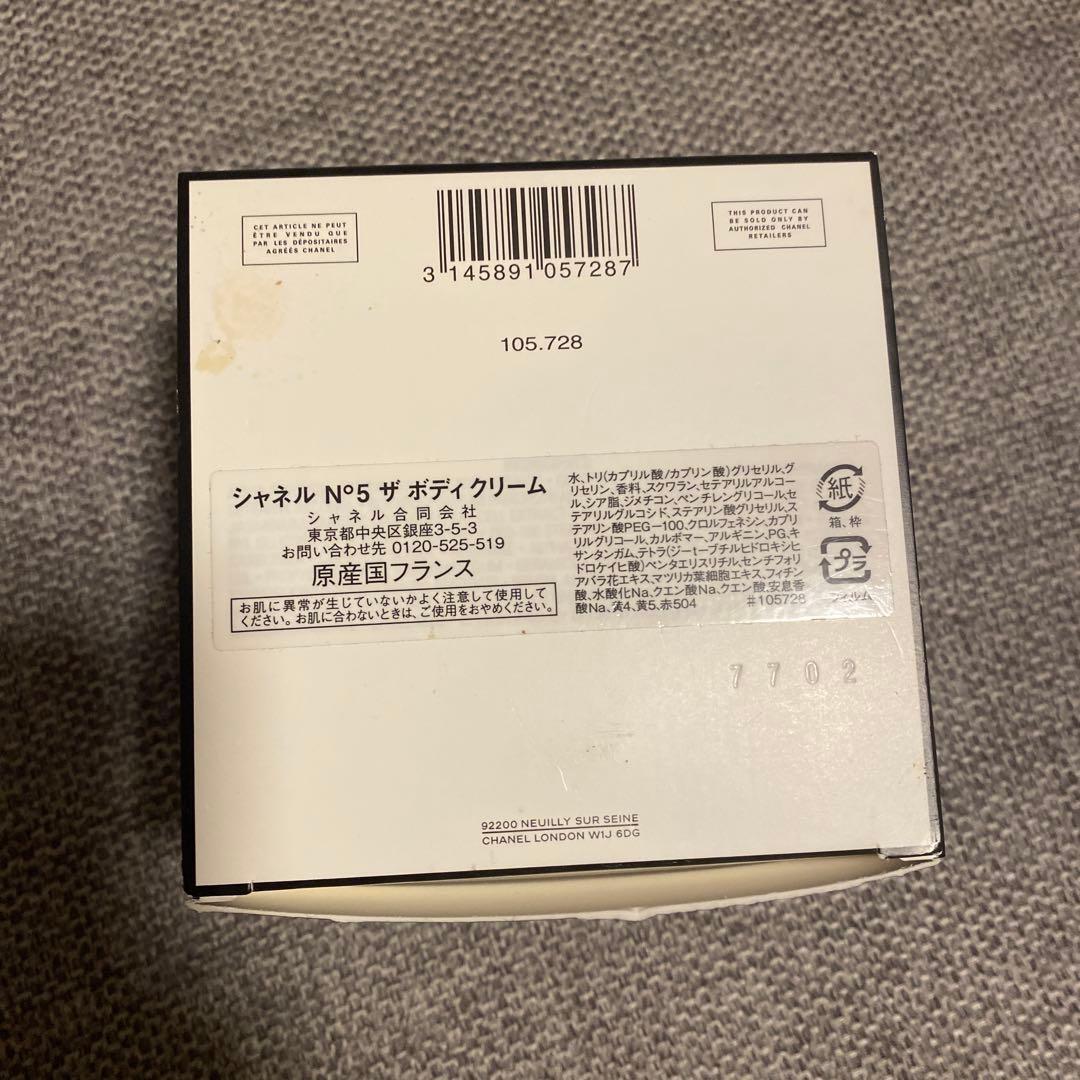 CET ARTICLE NE PEUT
ÊTRE VENDU QUE
PAR LES DÉPOSITAIRES
AGRÉÉS CHANEL
3 145891 057287
THIS PRODUCT CAN
BE SOLD ONLY BY
AUTHORIZED CHANEL
RETAILERS
105.728
シャネル Nº5 ザ ボディ クリーム
シャネル合同会社
東京都中央区銀座3-5-3
お問い合わせ先 0120-525-519
原産国フランス
お肌に異常が生じていないかよく注意して使用して
ください。お肌に合わないときは、ご使用をおやめください。
水、トリ(カプリル酸/カプリン酸)グリセリル、グ
リセリン、香料、スクワラン、セテアリルアルコー
ル、シア脂、ジメチコン、ペンチレングリコール、セ
テアリルグルコシド、ステアリン酸グリセリル、ス
テアリン酸PEG-100、クロルフェネシン、カプリ
リルグリコール、カルボマー、アルギニン、PG、キ
サンタンガム、テトラ(ジーtーブチルヒドロキシヒ
ドロケイヒ酸)ペンタエリスリチル、センチフォリ
アバラ花エキス、マツリカ葉細胞エキス、フィチン
酸、水酸化Na、クエン酸Na、クエン酸、安息香
酸Na、黄5、赤504 #105728
紙
箱、枠
プラ
フィルム
7702
92200 NEUILLY SUR SEINE
CHANEL LONDON W1J 6DG